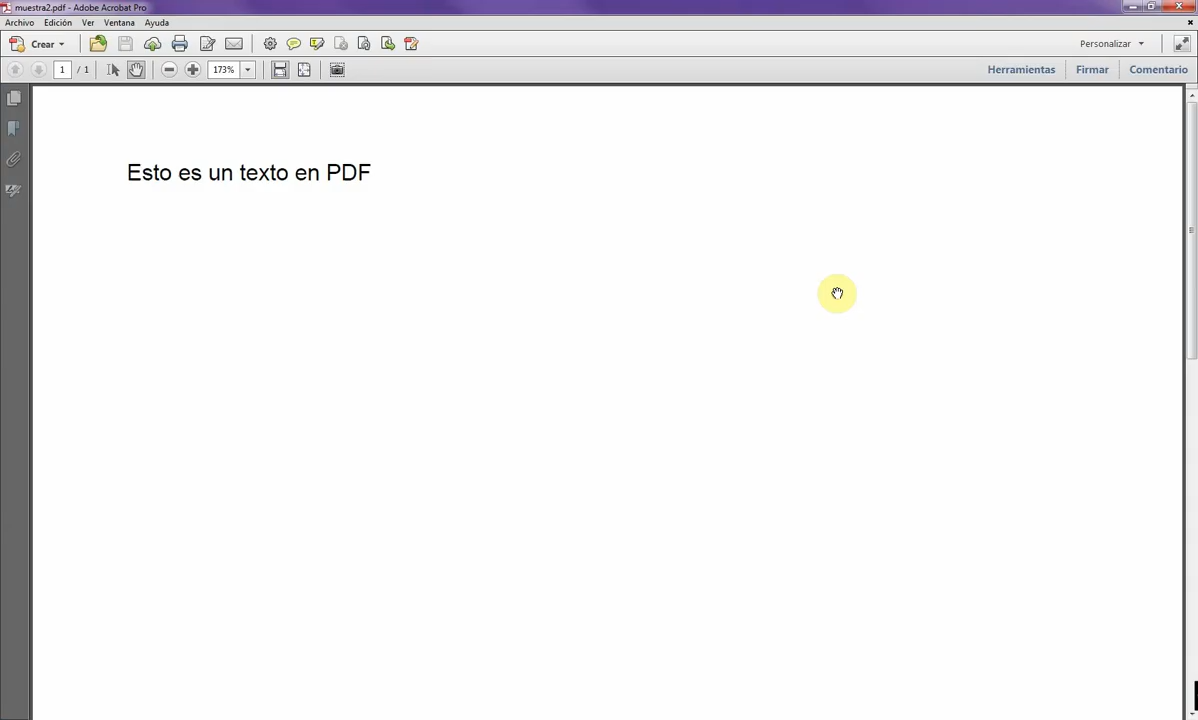 muestra2.pdf - Adobe Acrobat Pro
Archivo Edición Ver Ventana Ayuda
Crear Personalizar
1 / 1 173% Herramientas Firmar Comentario
Esto es un texto en PDF